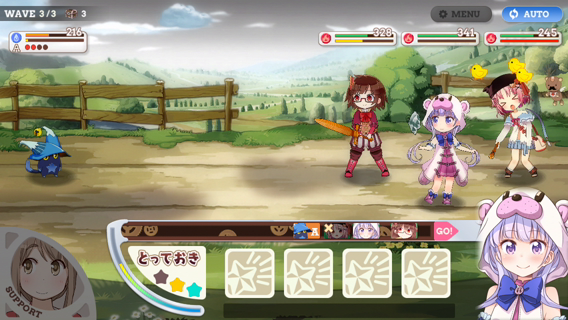 WAVE 3/3 3
MENU
AUTO
216
A
328
341
245
A
GO!
とっておき
SUPPORT